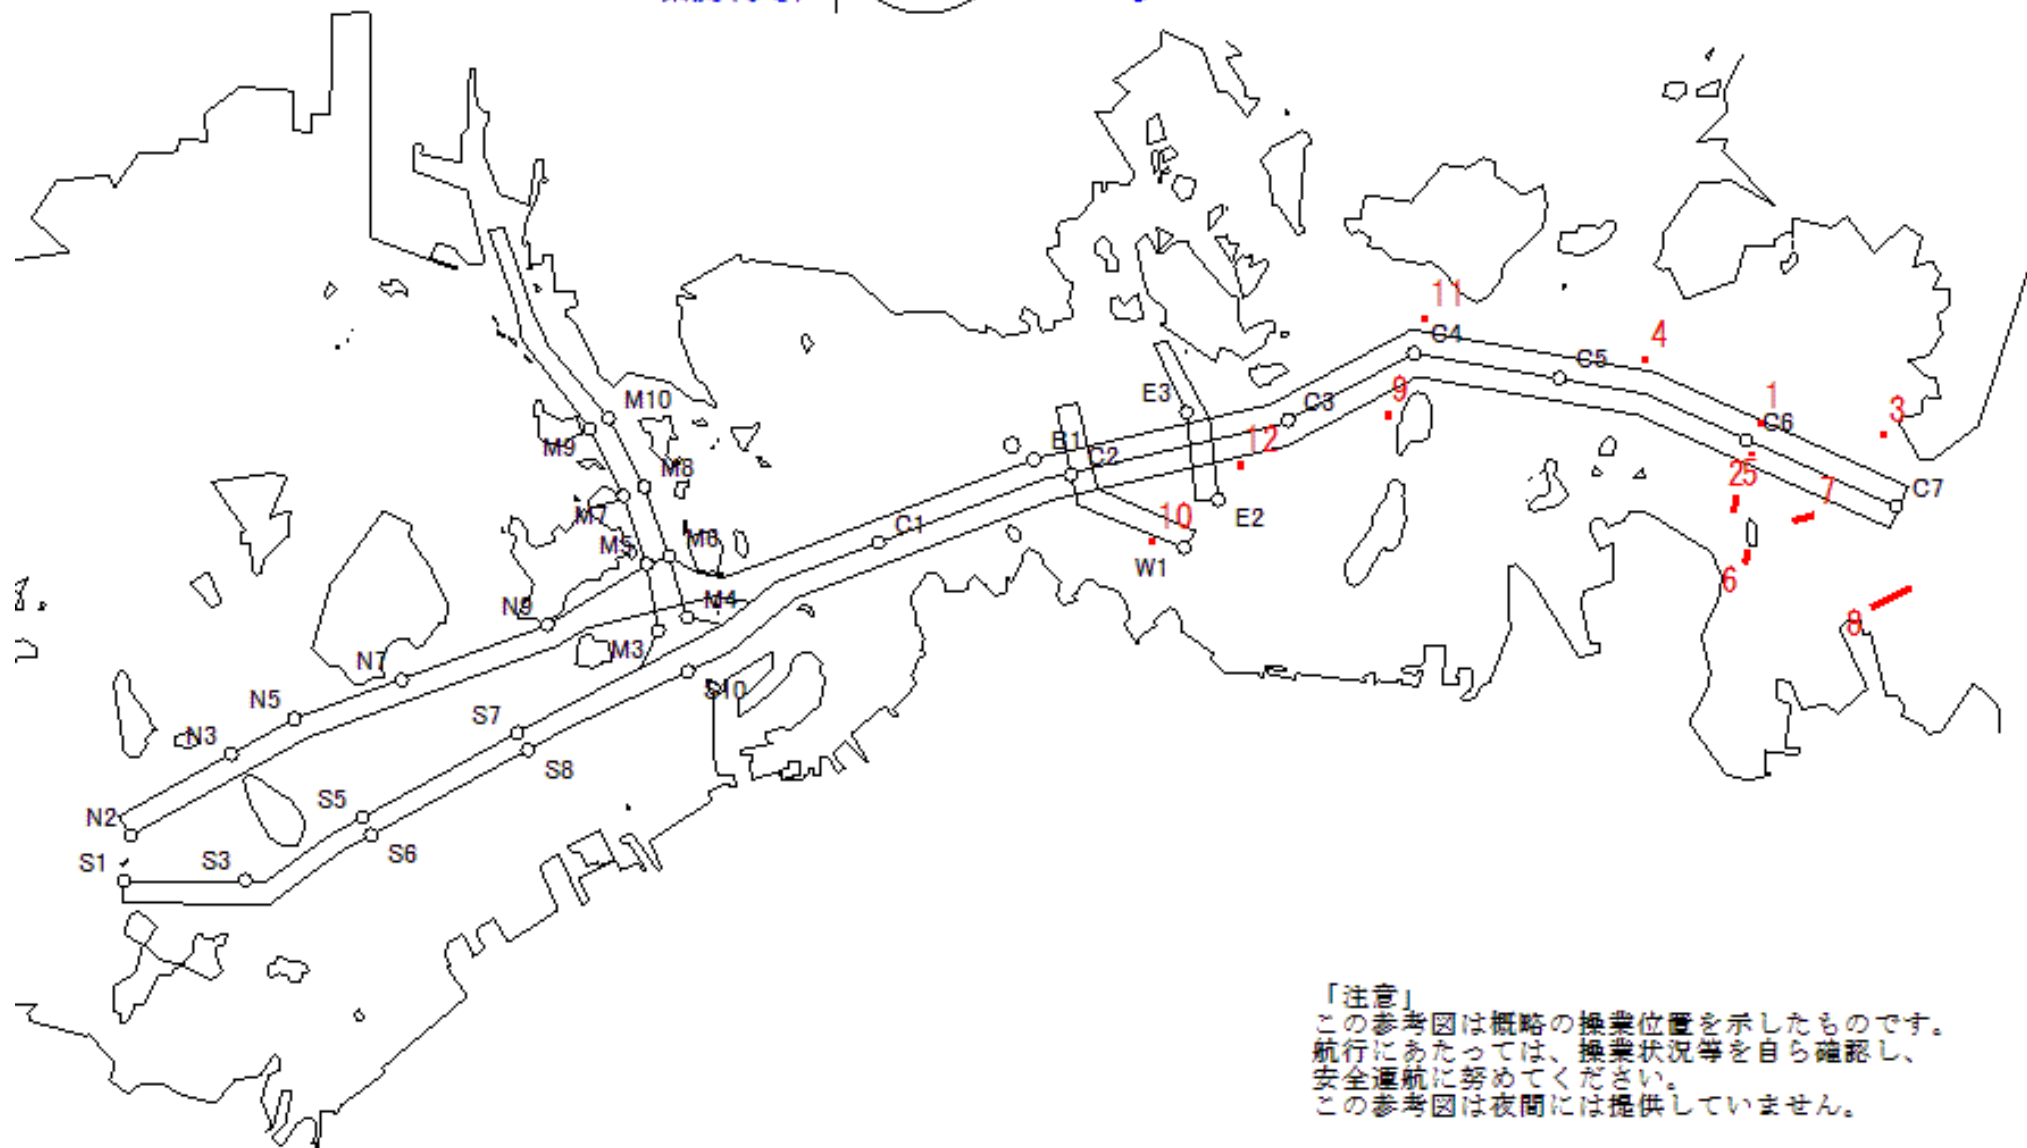 11
C4
4
C5
E3
9
1
C6
3
C3
M10
M9
B1
C2
12
M8
25
7
C7
M7
C1
10
E2
M5
M6
W1
6
N9
M4
8
N7
M3
S10
N5
N3
S7
S8
N2
S5
S6
S1
S3
「注意」
この参考図は概略の操業位置を示したものです。
航行にあたっては、操業状況等を自ら確認し、
安全運航に努めてください。
この参考図は夜間には提供していません。